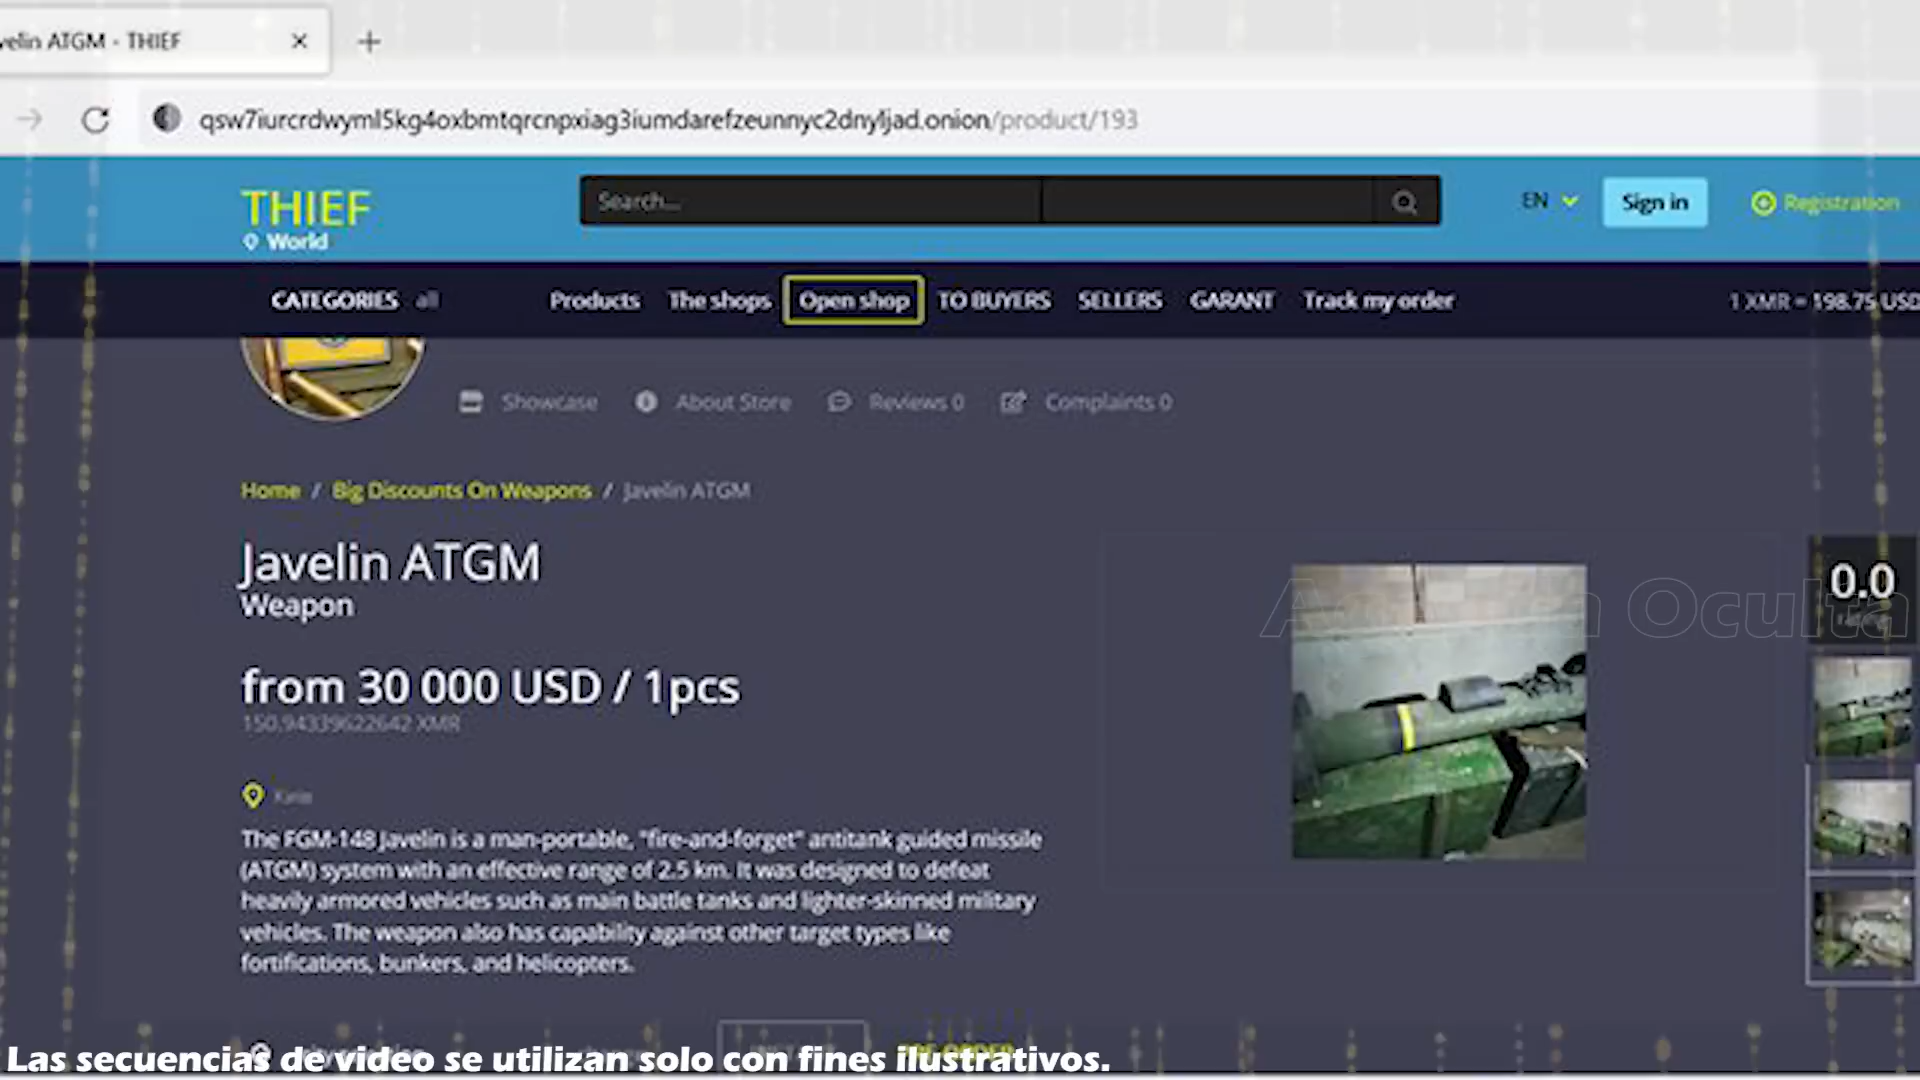 velin ATGM - THIEF
qsw7iurcrdwyml5kg4oxbmtqrcnpxiag3iumdarefzeunnyc2dnyljad.onion/product/193
THIEF
World
Search...
EN
Sign in
Registration
CATEGORIES all
Products
The shops
Open shop
TO BUYERS
SELLERS
GARANT
Track my order
1 XMR = 198.75 USD
Showcase
About Store
Reviews 0
Complaints 0
Home / Big Discounts On Weapons / Javelin ATGM
Javelin ATGM
Weapon
from 30 000 USD / 1pcs
150.94339622642 XMR
0.0
rating
Oculta
The FGM-148 Javelin is a man-portable, "fire-and-forget" antitank guided missile
(ATGM) system with an effective range of 2.5 km. It was designed to defeat
heavily armored vehicles such as main battle tanks and lighter-skinned military
vehicles. The weapon also has capability against other target types like
fortifications, bunkers, and helicopters.
Las secuencias de video se utilizan solo con fines ilustrativos.